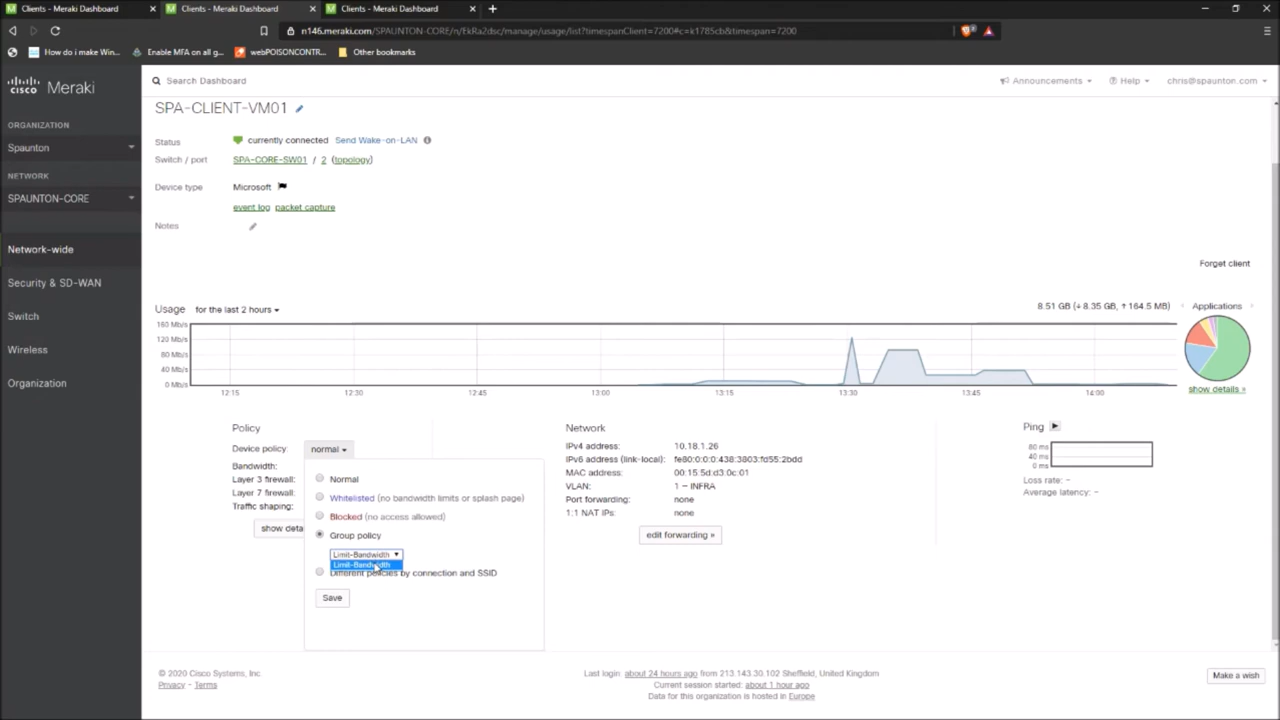 Clients - Meraki Dashboard
Clients - Meraki Dashboard
Clients - Meraki Dashboard
n146.meraki.com/SPAUNTON-CORE/n/EkRa2dsc/manage/usage/list?timespanClient=7200#c=k1785cb&timespan=7200
How do i make Win...
Enable MFA on all g...
webPOISONCONTR...
Other bookmarks
CISCO Meraki
Search Dashboard
Announcements
Help
chris@spaunton.com
ORGANIZATION
Spaunton
NETWORK
SPAUNTON-CORE
Network-wide
Security & SD-WAN
Switch
Wireless
Organization
SPA-CLIENT-VM01
Status currently connected Send Wake-on-LAN
Switch / port SPA-CORE-SW01 / 2 (topology)
Device type Microsoft
event log packet capture
Notes
Forget client
Usage for the last 2 hours
8.51 GB (↓ 8.35 GB, ↑ 164.5 MB)
160 Mb/s
120 Mb/s
80 Mb/s
40 Mb/s
0 Mb/s
12:15 12:30 12:45 13:00 13:15 13:30 13:45 14:00
Applications
show details »
Policy
Device policy: normal
Bandwidth:
Layer 3 firewall:
Layer 7 firewall:
Traffic shaping:
show deta
Normal
Whitelisted (no bandwidth limits or splash page)
Blocked (no access allowed)
Group policy
Limit-Bandwidth
Limit-Bandwidth
Different policies by connection and SSID
Save
Network
IPv4 address: 10.18.1.26
IPv6 address (link-local): fe80:0:0:0:438:3803:fd55:2bdd
MAC address: 00:15:5d:d3:0c:01
VLAN: 1 – INFRA
Port forwarding: none
1:1 NAT IPs: none
edit forwarding »
Ping
60 ms
40 ms
0 ms
Loss rate: –
Average latency: –
© 2020 Cisco Systems, Inc.
Privacy - Terms
Last login: about 24 hours ago from 213.143.30.102 Sheffield, United Kingdom
Current session started: about 1 hour ago
Data for this organization is hosted in Europe
Make a wish